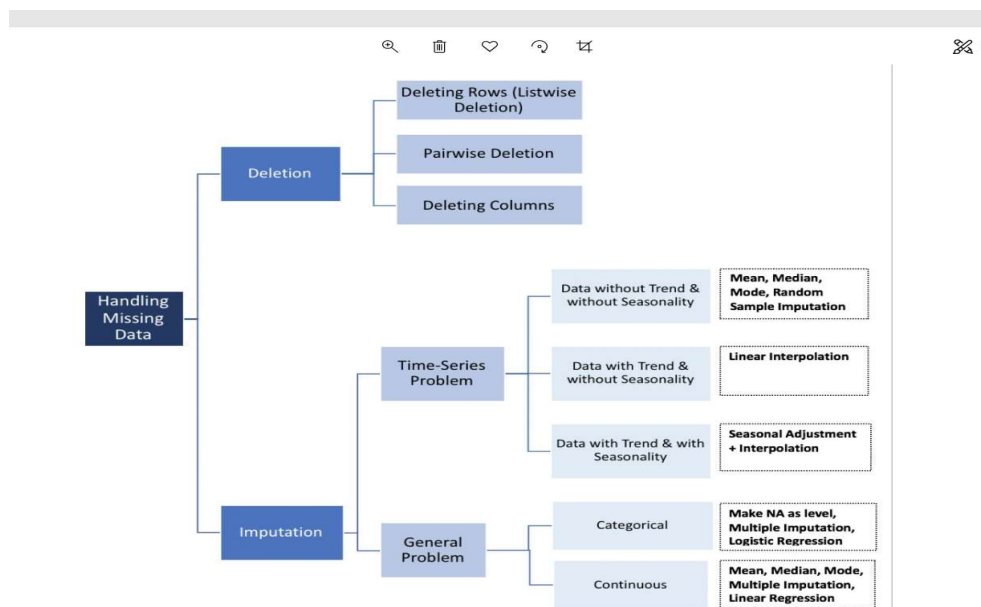 Deleting Rows (Listwise
Deletion)
Deletion
Pairwise Deletion
Deleting Columns
Handling
Missing
Data
Time-Series
Problem
Data without Trend &
without Seasonality
Mean, Median,
Mode, Random
Sample Imputation
Data with Trend &
without Seasonality
Linear Interpolation
Data with Trend & with
Seasonality
Seasonal Adjustment
+ Interpolation
Imputation
General
Problem
Categorical
Make NA as level,
Multiple Imputation,
Logistic Regression
Continuous
Mean, Median, Mode,
Multiple Imputation,
Linear Regression